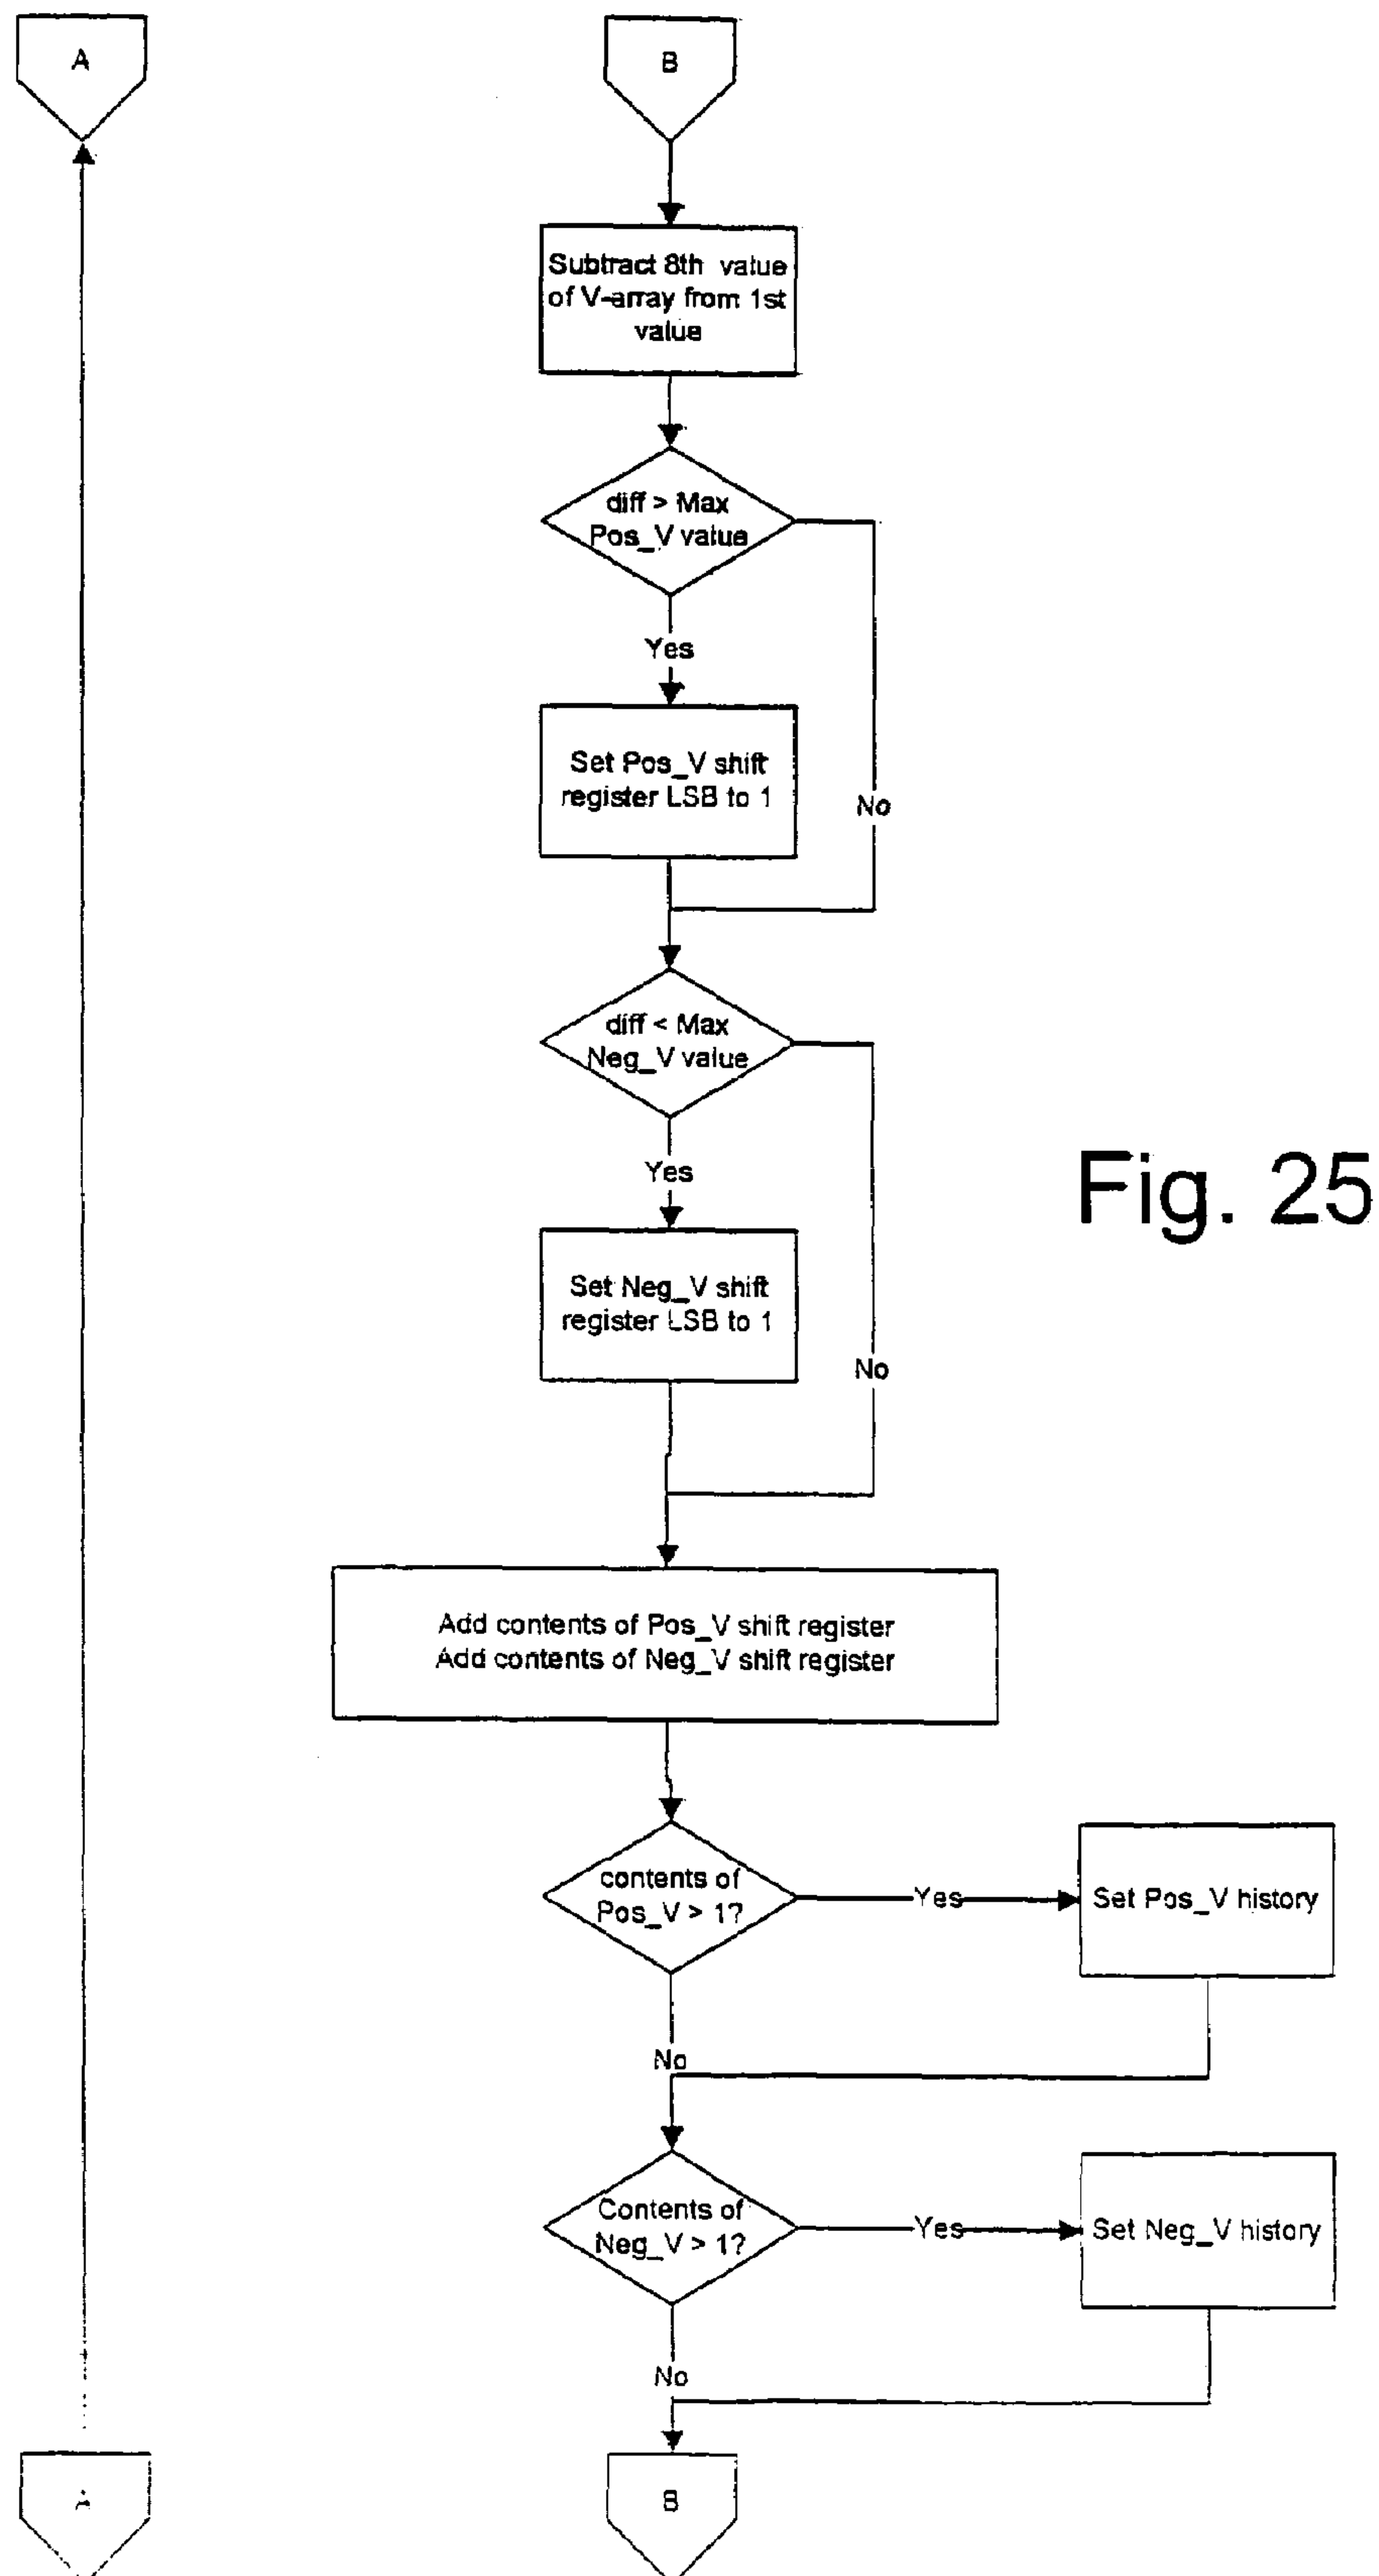 A
B
Subtract 8th value
of V-array from 1st
value
diff > Max
Pos_V value
Yes
Set Pos_V shift
register LSB to 1
No
diff < Max
Neg_V value
Yes
Set Neg_V shift
register LSB to 1
No
Fig. 25
Add contents of Pos_V shift register
Add contents of Neg_V shift register
contents of
Pos_V > 1?
Yes
Set Pos_V history
No
Contents of
Neg_V > 1?
Yes
Set Neg_V history
No
A
B